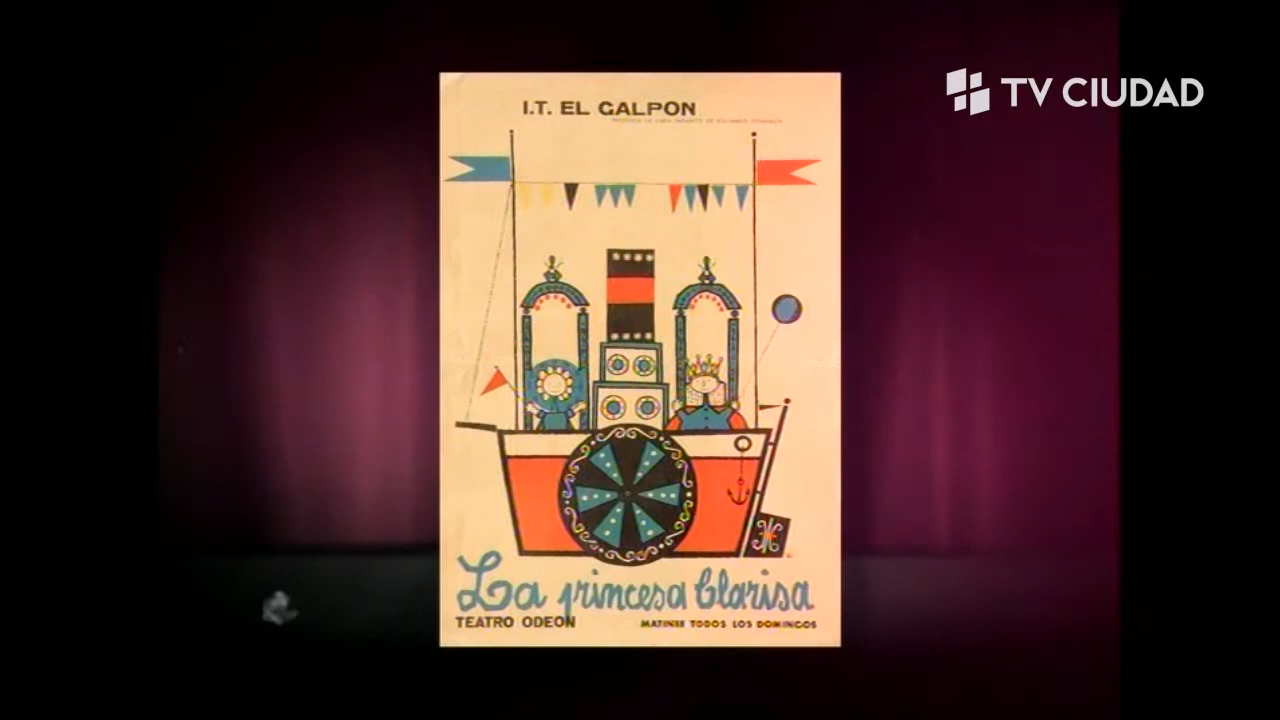 TV CIUDAD
I.T. EL GALPON
La princesa Clarisa
TEATRO ODEON
MATINEE TODOS LOS DOMINGOS